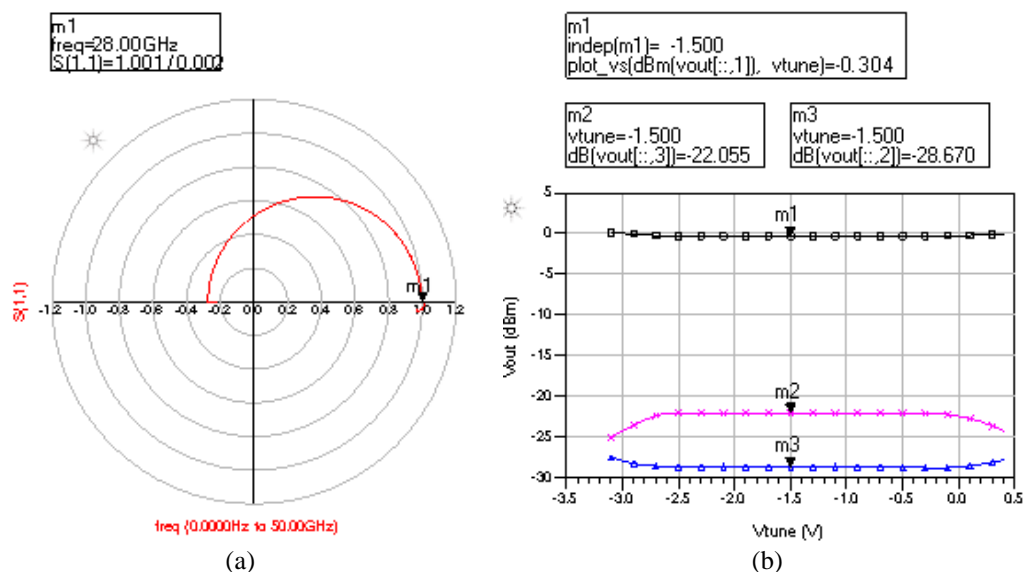 m1
freq=28.00GHz
S(1,1)=1.001/0.002
m1
indep(m1)= -1.500
plot_vs(dBm(vout[::,1]), vtune)=-0.304
m2
vtune=-1.500
dB(vout[::,3])=-22.055
m3
vtune=-1.500
dB(vout[::,2])=-28.670
S(1,1)
m1
-1.2 -1.0 -0.8 -0.6 -0.4 -0.2 0.0 0.2 0.4 0.6 0.8 1.0 1.2
freq (0.0000Hz to 50.00GHz)
(a)
Vout (dBm)
5
0
-5
-10
-15
-20
-25
-30
m1
m2
m3
-3.5 -3.0 -2.5 -2.0 -1.5 -1.0 -0.5 0.0 0.5
Vtune (V)
(b)